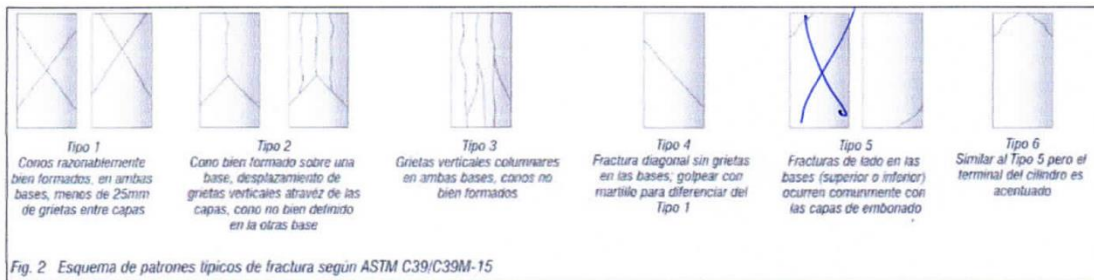 Tipo 1
Conos razonablemente
bien formados, en ambas
bases, menos de 25mm
de grietas entre capas
Tipo 2
Cono bien formado sobre una
base, desplazamiento de
grietas verticales atravéz de las
capas, cono no bien definido
en la otras base
Tipo 3
Grietas verticales columnares
en ambas bases, conos no
bien formados
Tipo 4
Fractura diagonal sin grietas
en las bases; golpear con
martillo para diferenciar del
Tipo 1
Tipo 5
Fracturas de lado en las
bases (superior o inferior)
ocurren comunmente con
las capas de embonado
Tipo 6
Similar al Tipo 5 pero el
terminal del cilindro es
acentuado
Fig. 2 Esquema de patrones típicos de fractura según ASTM C39/C39M-15